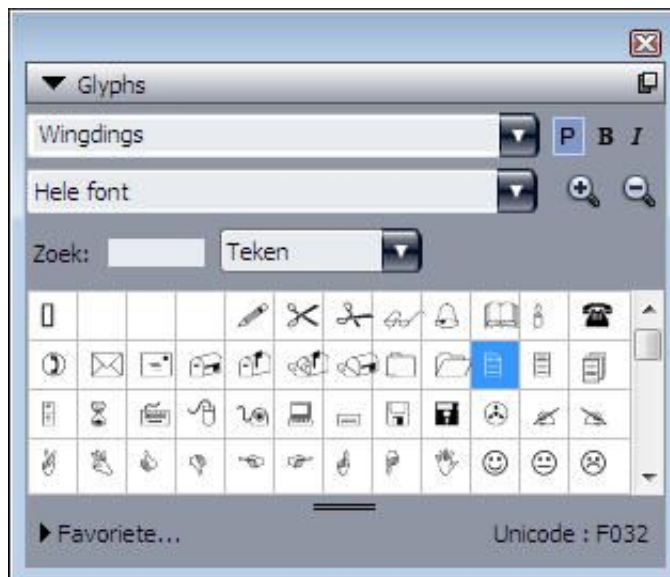 Glyphs
Wingdings
P B I
Hele font
Zoek:
Teken
Favoriete...
Unicode : F032